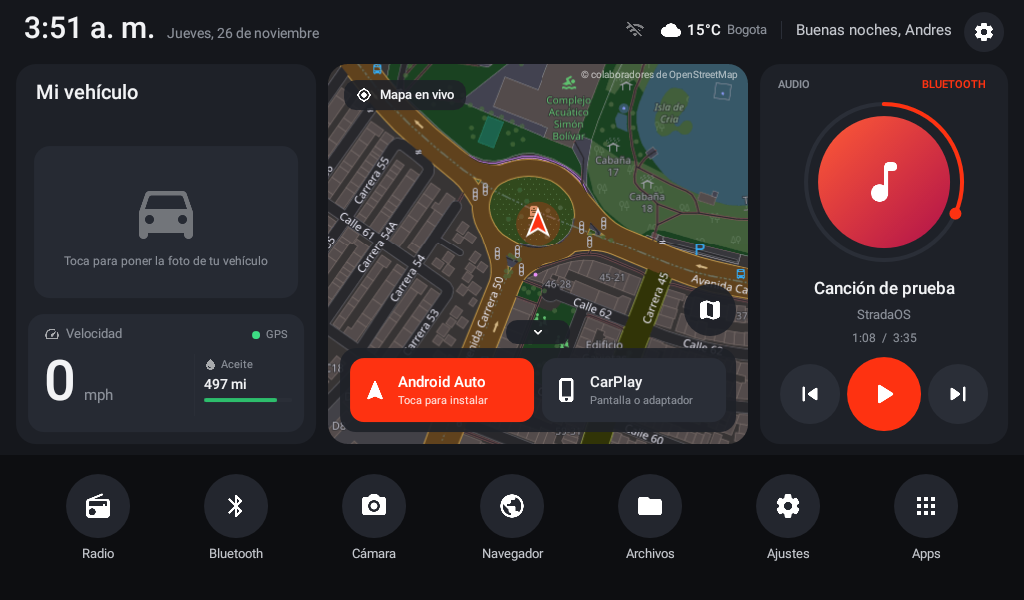 3:51 a. m.
Jueves, 26 de noviembre
15°C Bogota
Buenas noches, Andres
Mi vehículo
Toca para poner la foto de tu vehículo
Velocidad
GPS
0 mph
Aceite
497 mi
© colaboradores de OpenStreetMap
Mapa en vivo
Complejo
Acuático
Simón
Bolívar
Isla de
Cría
Cabaña
17
Cabaña
18
Carrera 55
Calle 61
Carrera 54A
Carrera 54
Carrera 53
Carrera 50
Carrera 45
Avenida Ca
P
45-21
46-28
Calle 62
Edificio
Calle 60
Android Auto
Toca para instalar
CarPlay
Pantalla o adaptador
AUDIO
BLUETOOTH
Canción de prueba
StradaOS
1:08 / 3:35
Radio
Bluetooth
Cámara
Navegador
Archivos
Ajustes
Apps